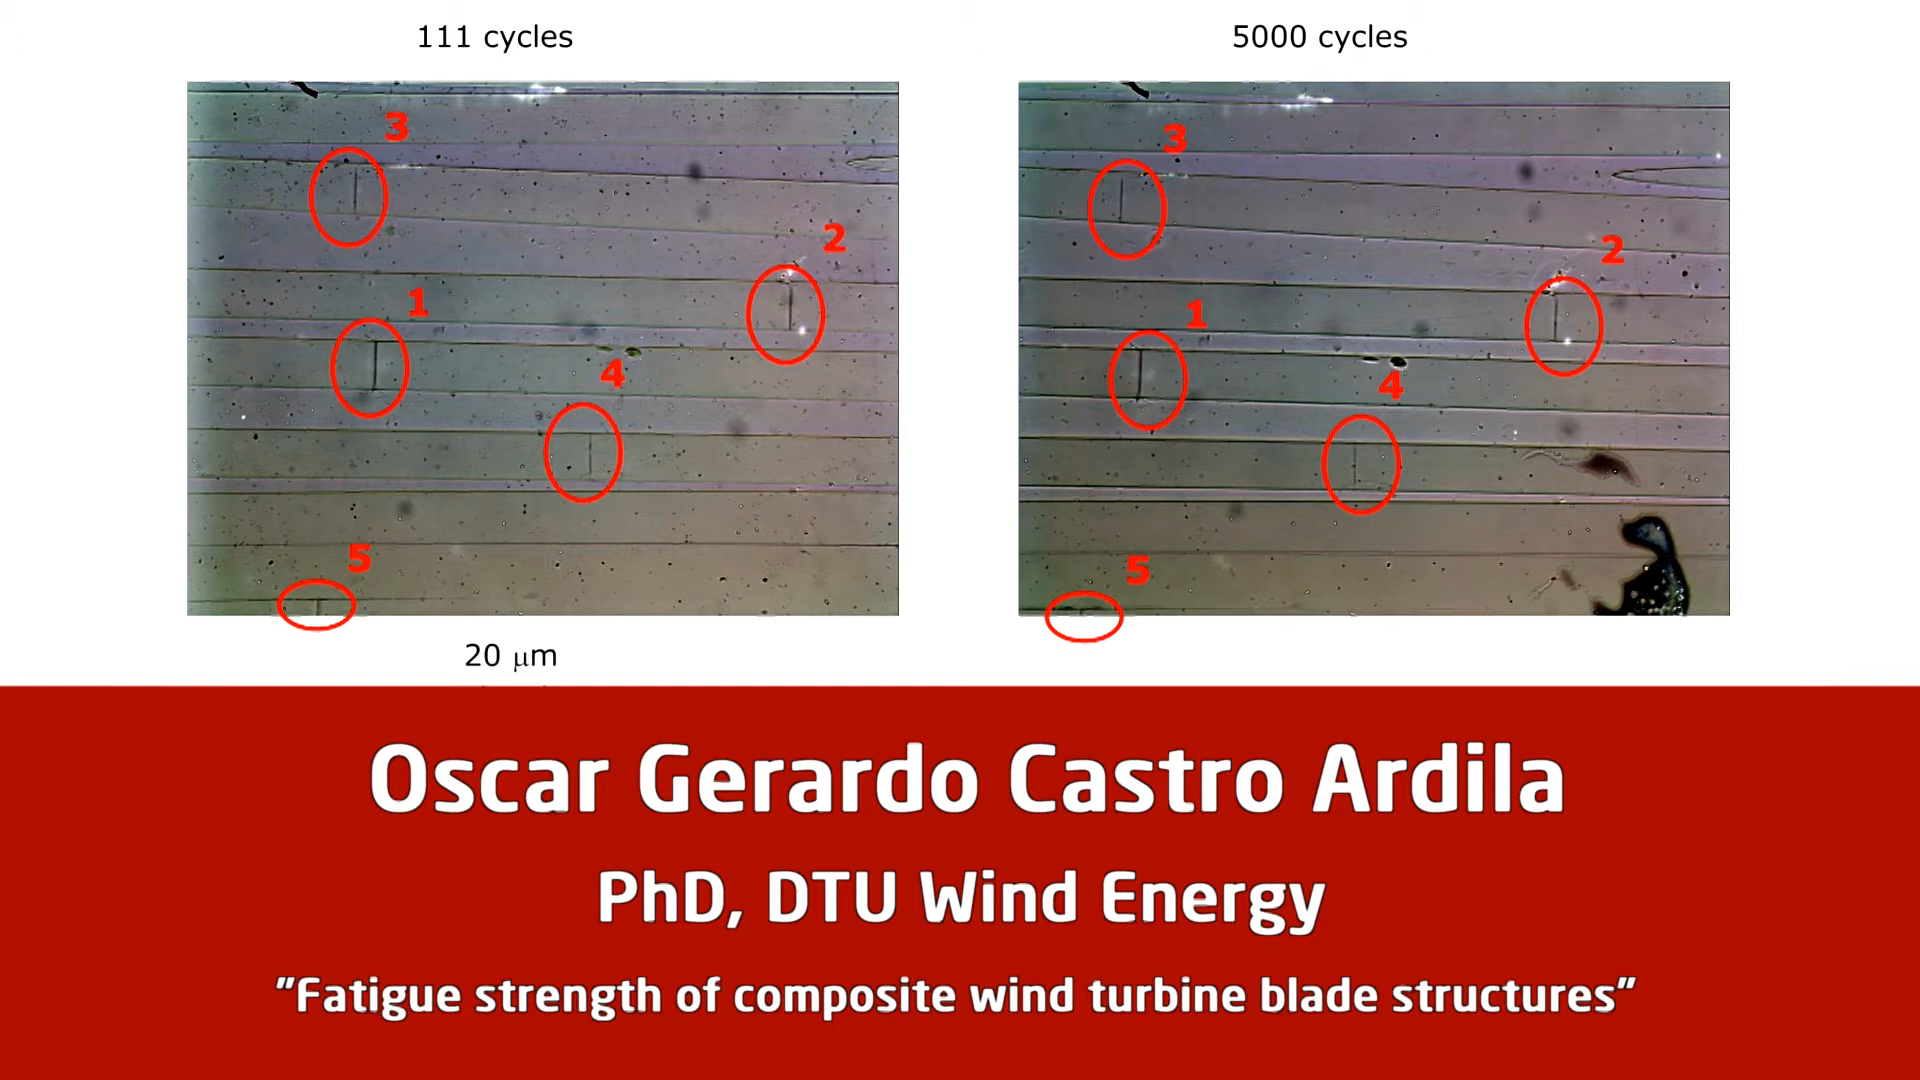 111 cycles
5000 cycles
3
3
2
2
1
1
4
4
5
5
20 μm
Oscar Gerardo Castro Ardila
PhD, DTU Wind Energy
"Fatigue strength of composite wind turbine blade structures"